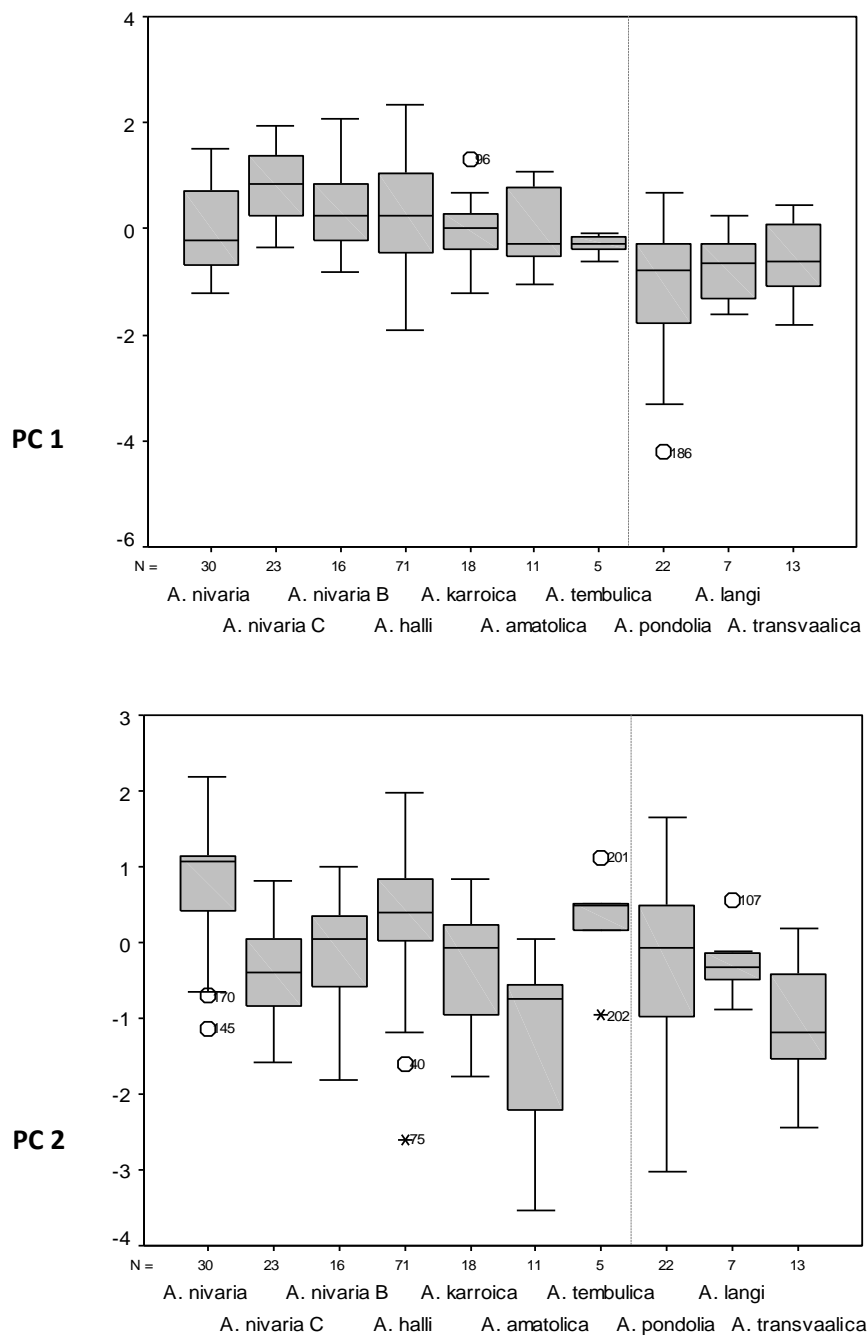 4
2
96
0
-2
PC 1
-4
186
-6
N = 30 23 16 71 18 11 5 22 7 13
A. nivaria A. nivaria B A. karroica A. tembulica A. langi
A. nivaria C A. halli A. amatolica A. pondolia A. transvaalica
3
2
1
201
107
0
170
-1
202
145
40
-2
PC 2
75
-3
-4
N = 30 23 16 71 18 11 5 22 7 13
A. nivaria A. nivaria B A. karroica A. tembulica A. langi
A. nivaria C A. halli A. amatolica A. pondolia A. transvaalica